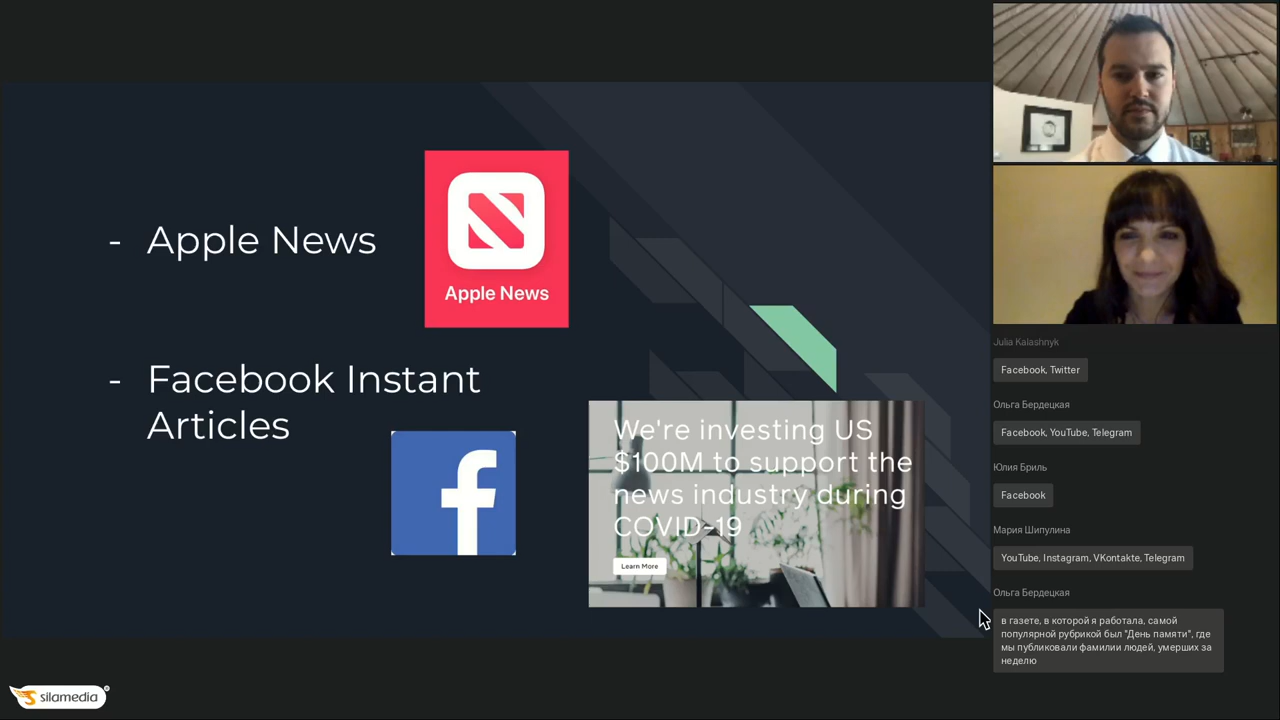 - Apple News
Apple News
- Facebook Instant
Articles
We're investing US
$100M to support the
news industry during
COVID-19
Learn More
Julia Kalashnyk
Facebook, Twitter
Ольга Бердецкая
Facebook, YouTube, Telegram
Юлия Бриль
Facebook
Мария Шипулина
YouTube, Instagram, VKontakte, Telegram
Ольга Бердецкая
в газете, в которой я работала, самой
популярной рубрикой был "День памяти", где
мы публиковали фамилии людей, умерших за
неделю
silamedia